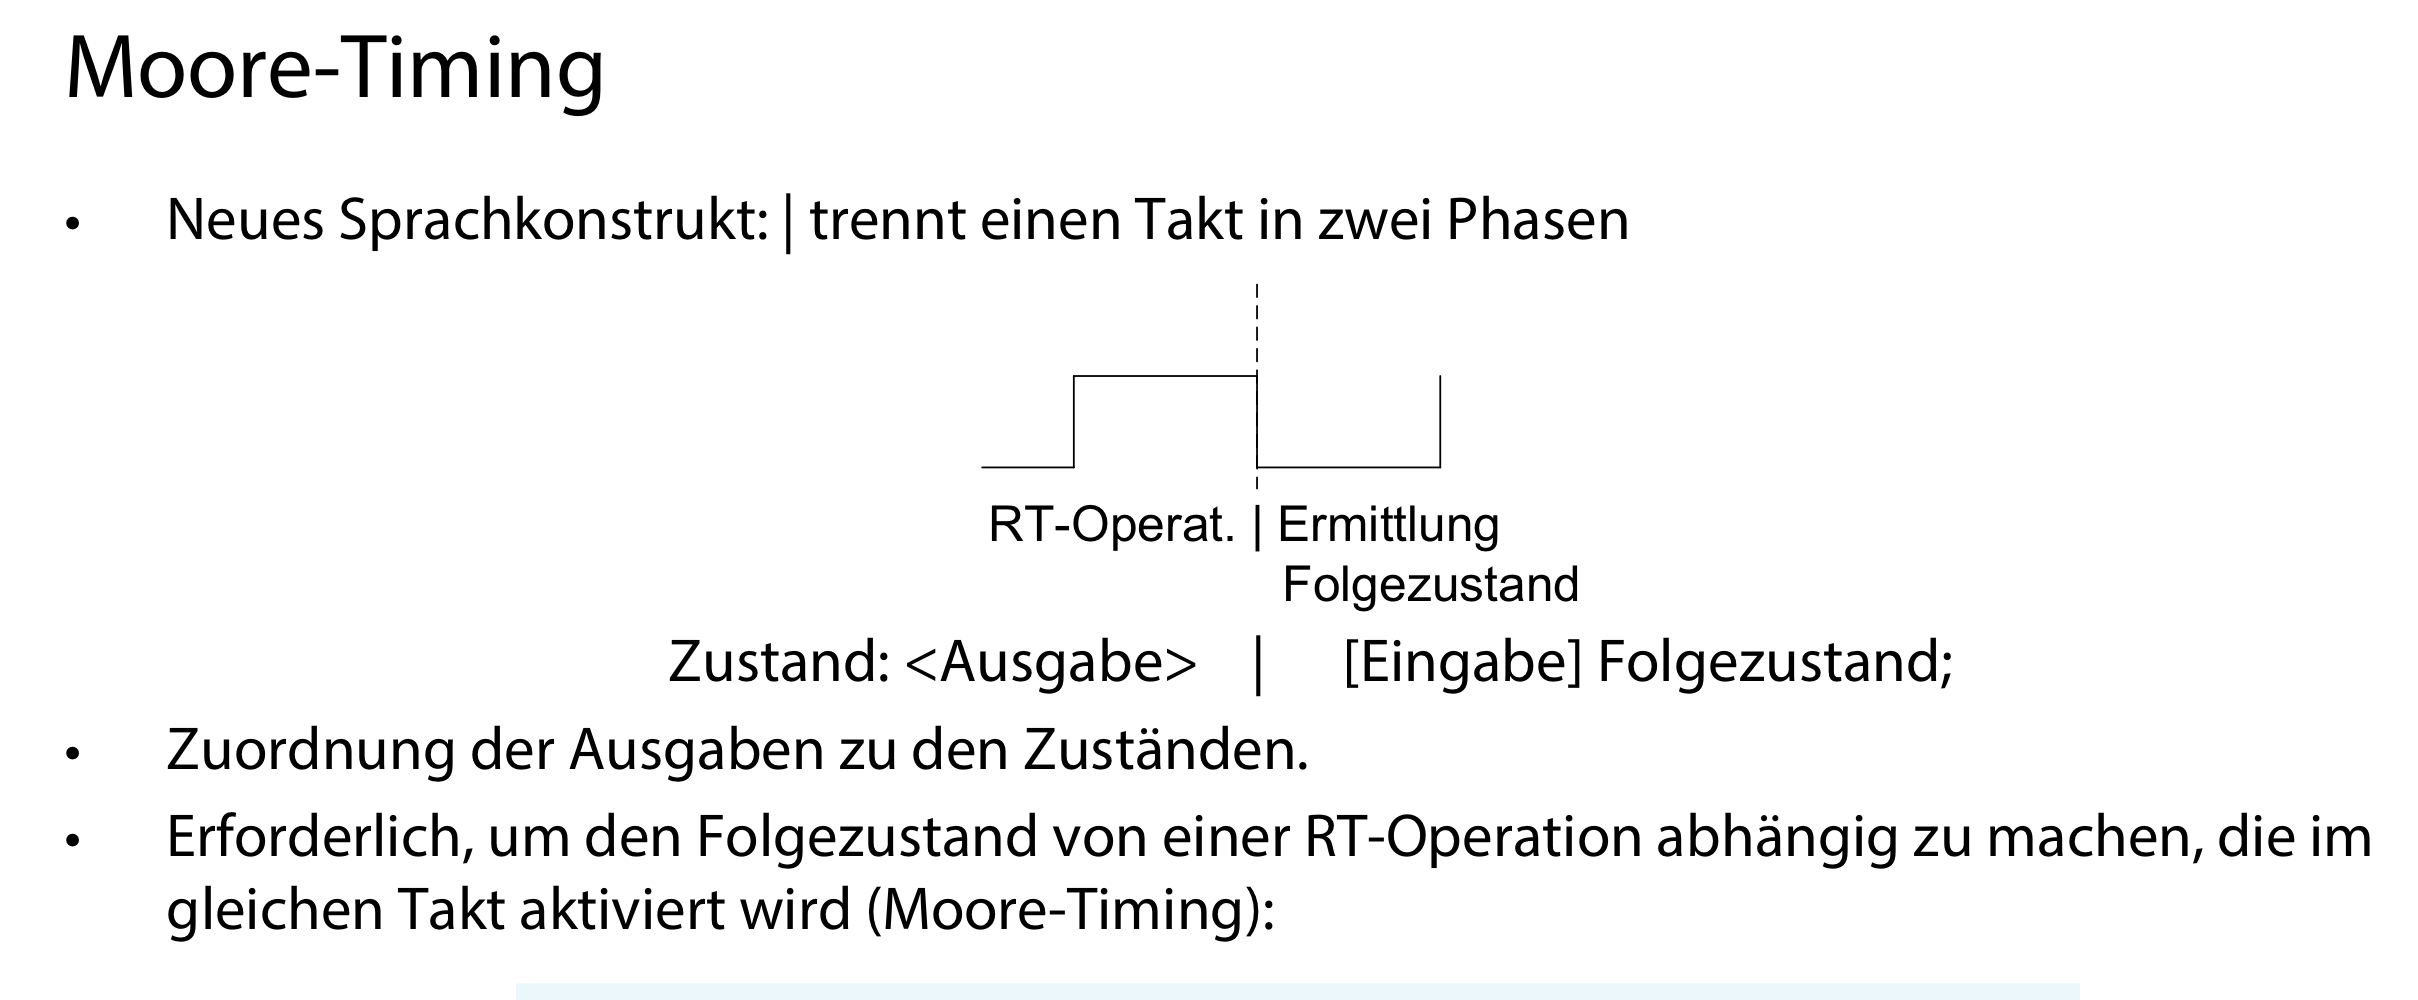 Moore-Timing
• Neues Sprachkonstrukt: | trennt einen Takt in zwei Phasen
RT-Operat. | Ermittlung
Folgezustand
Zustand: <Ausgabe> | [Eingabe] Folgezustand;
• Zuordnung der Ausgaben zu den Zuständen.
• Erforderlich, um den Folgezustand von einer RT-Operation abhängig zu machen, die im
gleichen Takt aktiviert wird (Moore-Timing):